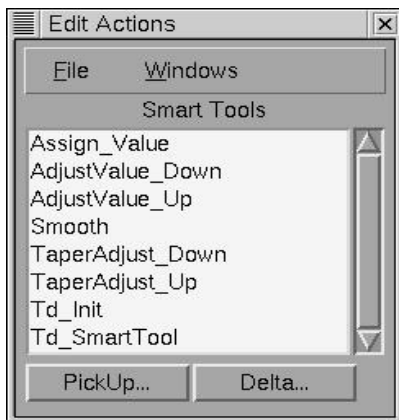 Edit Actions
File Windows
Smart Tools
Assign_Value
AdjustValue_Down
AdjustValue_Up
Smooth
TaperAdjust_Down
TaperAdjust_Up
Td_Init
Td_SmartTool
PickUp... Delta...